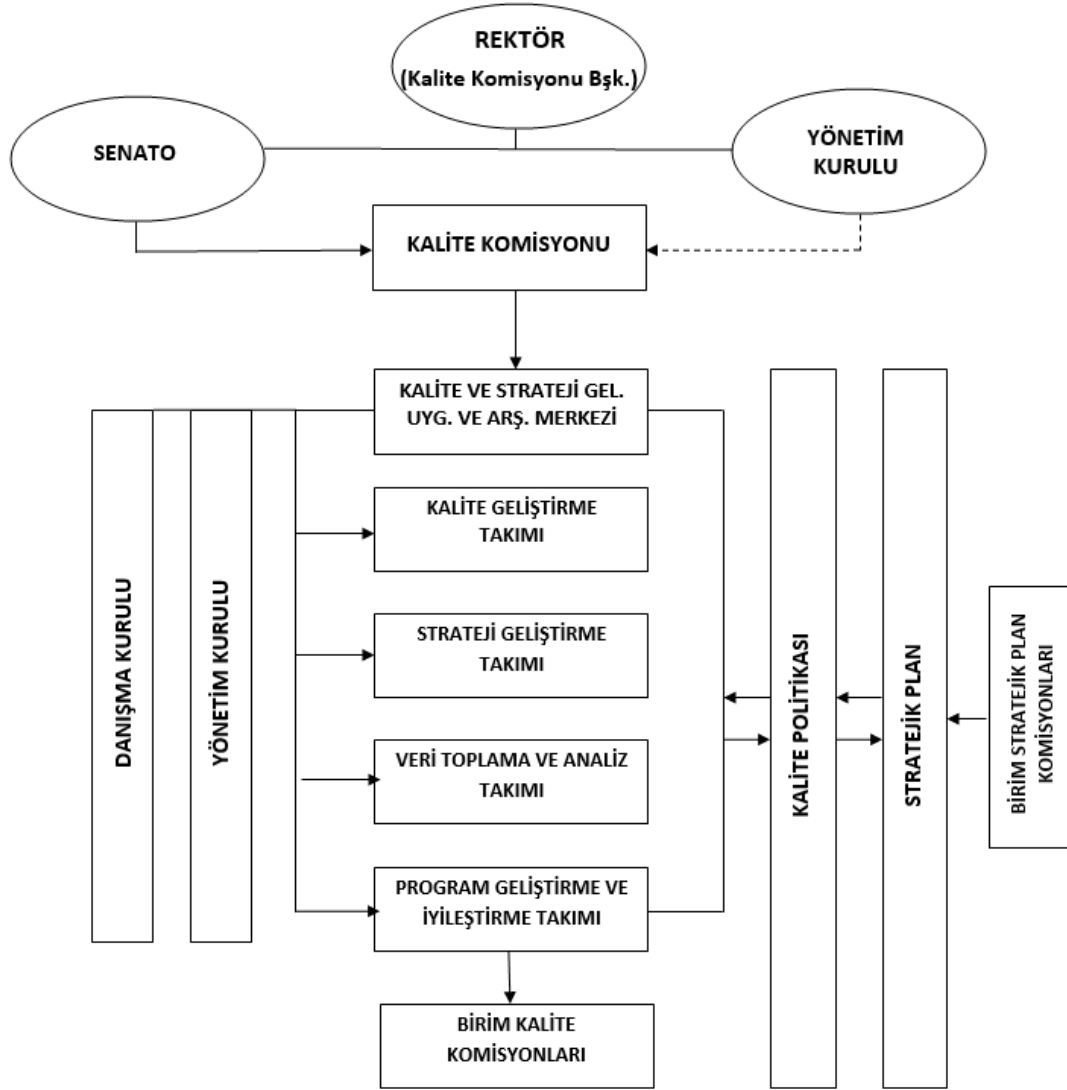 REKTÖR
(Kalite Komisyonu Bşk.)
SENATO
YÖNETİM
KURULU
KALİTE KOMİSYONU
KALİTE VE STRATEJİ GEL.
UYG. VE ARŞ. MERKEZİ
KALİTE GELİŞTİRME
TAKIMI
STRATEJİ GELİŞTİRME
TAKIMI
VERİ TOPLAMA VE ANALİZ
TAKIMI
PROGRAM GELİŞTİRME VE
İYİLEŞTİRME TAKIMI
BİRİM KALİTE
KOMİSYONLARI
DANIŞMA KURULU
YÖNETİM KURULU
KALİTE POLİTİKASI
STRATEJİK PLAN
BİRİM STRATEJİK PLAN
KOMİSYONLARI